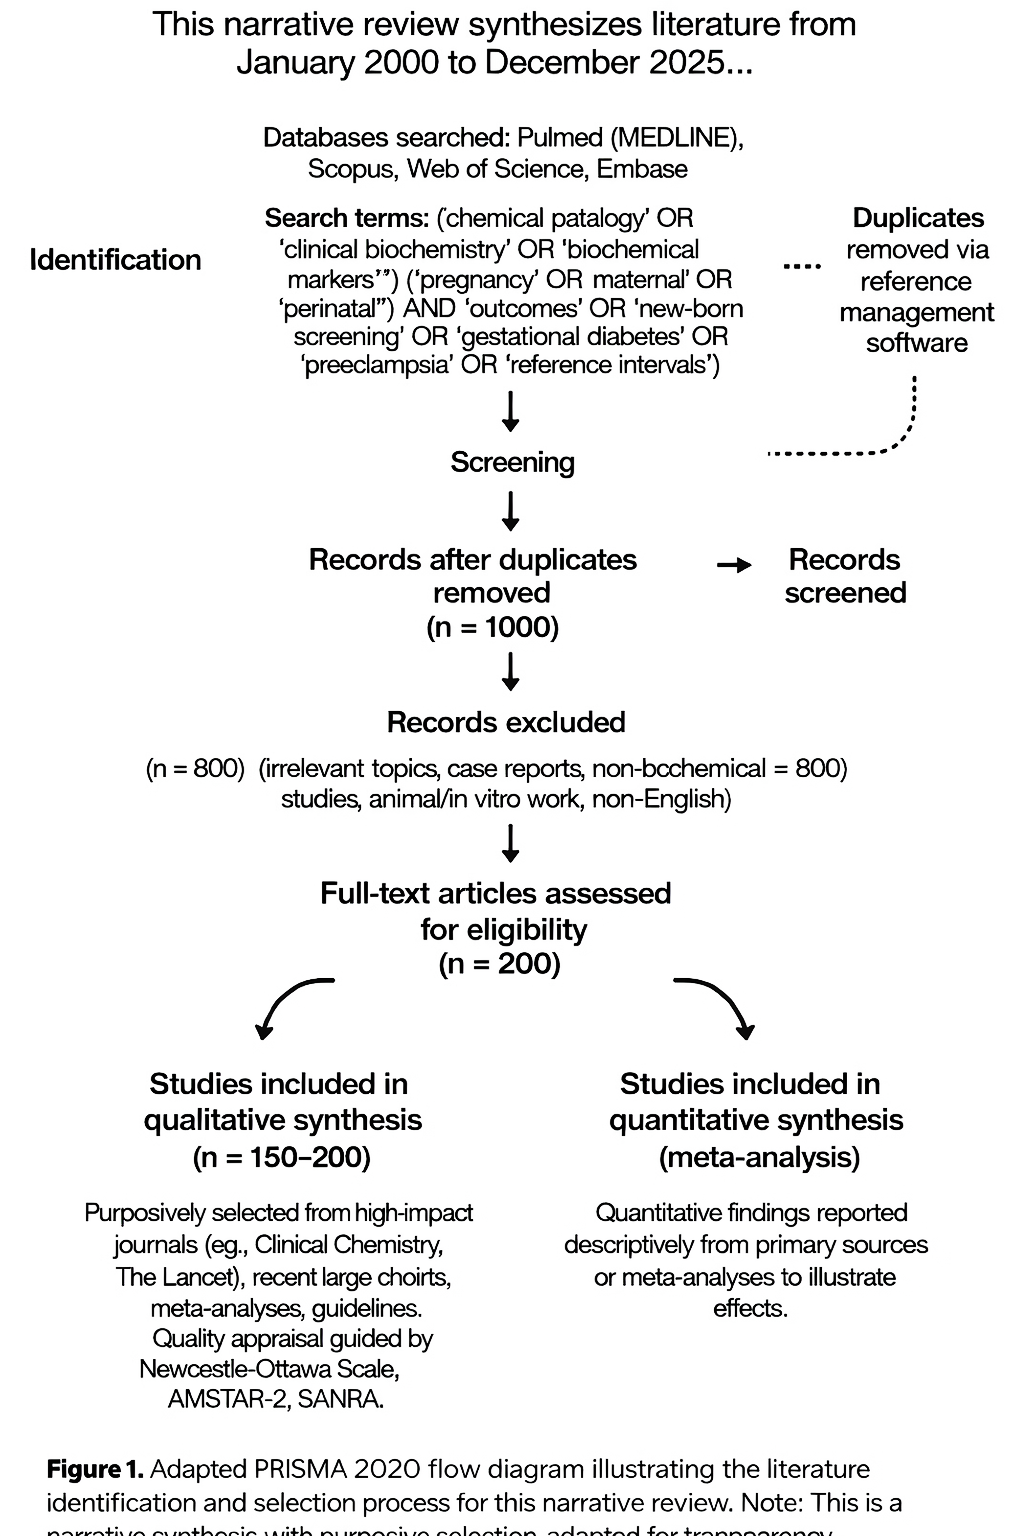 This narrative review synthesizes literature from
January 2000 to December 2025...
Databases searched: Pulmed (MEDLINE),
Scopus, Web of Science, Embase
Identification
Search terms: ('chemical patalogy' OR
'clinical biochemistry' OR 'biochemical
markers'’) ('pregnancy' OR maternal' OR
'perinatal") AND 'outcomes' OR 'new-born
screening' OR 'gestational diabetes' OR
'preeclampsia' OR 'reference intervals')
Duplicates
removed via
reference
management
software
Screening
Records after duplicates
removed
(n = 1000)
Records
screened
Records excluded
(n = 800) (irrelevant topics, case reports, non-bcchemical = 800)
studies, animal/in vitro work, non-English)
Full-text articles assessed
for eligibility
(n = 200)
Studies included in
qualitative synthesis
(n = 150–200)
Purposively selected from high-impact
journals (eg., Clinical Chemistry,
The Lancet), recent large choirts,
meta-analyses, guidelines.
Quality appraisal guided by
Newcestle-Ottawa Scale,
AMSTAR-2, SANRA.
Studies included in
quantitative synthesis
(meta-analysis)
Quantitative findings reported
descriptively from primary sources
or meta-analyses to illustrate
effects.
Figure 1. Adapted PRISMA 2020 flow diagram illustrating the literature
identification and selection process for this narrative review. Note: This is a
narrative synthesis with purposive selection, adapted for transparency